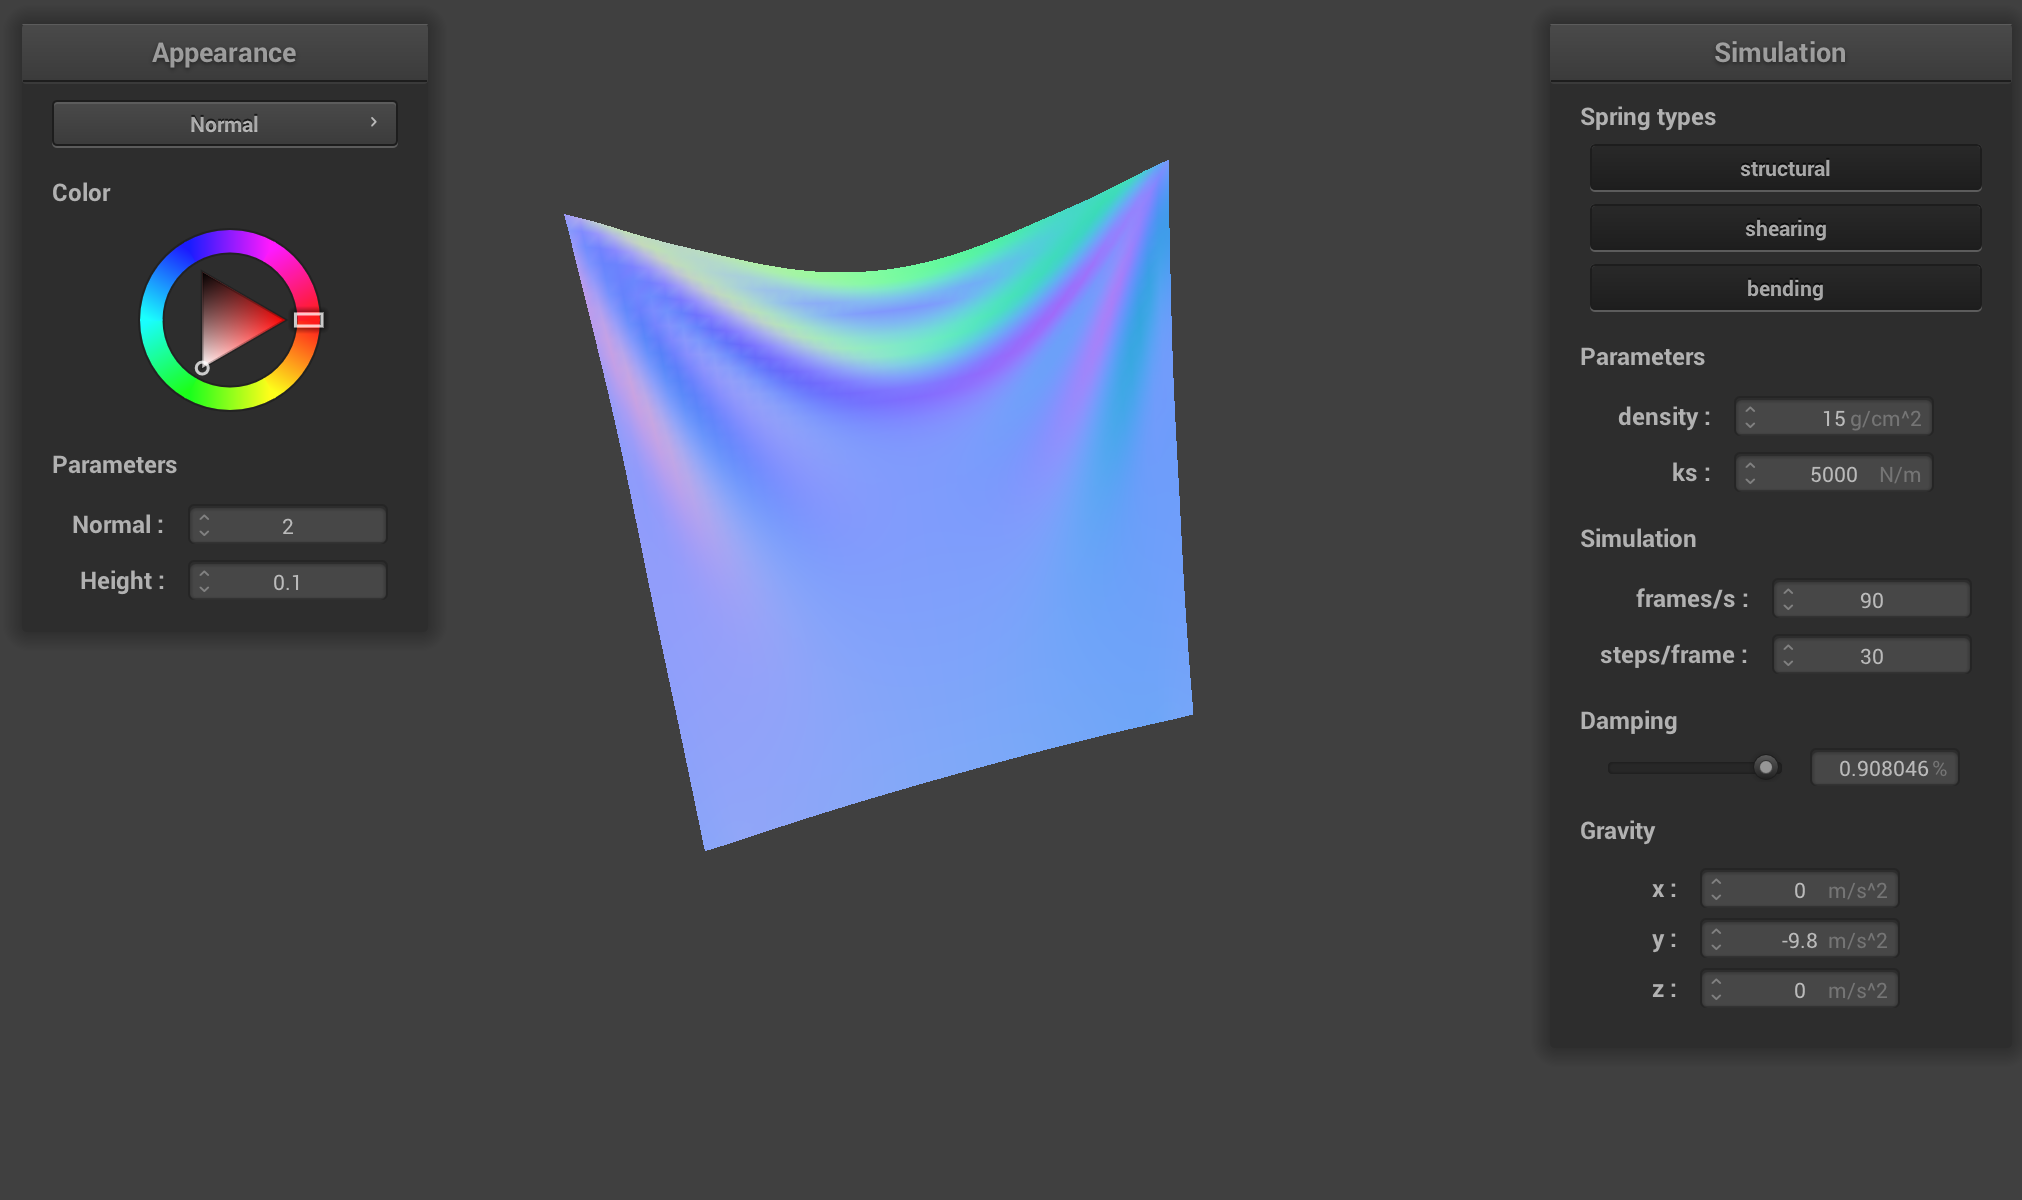 Appearance
Normal
Color
Parameters
Normal : 2
Height : 0.1
Simulation
Spring types
structural
shearing
bending
Parameters
density : 15 g/cm^2
ks : 5000 N/m
Simulation
frames/s : 90
steps/frame : 30
Damping
0.908046 %
Gravity
x : 0 m/s^2
y : -9.8 m/s^2
z : 0 m/s^2